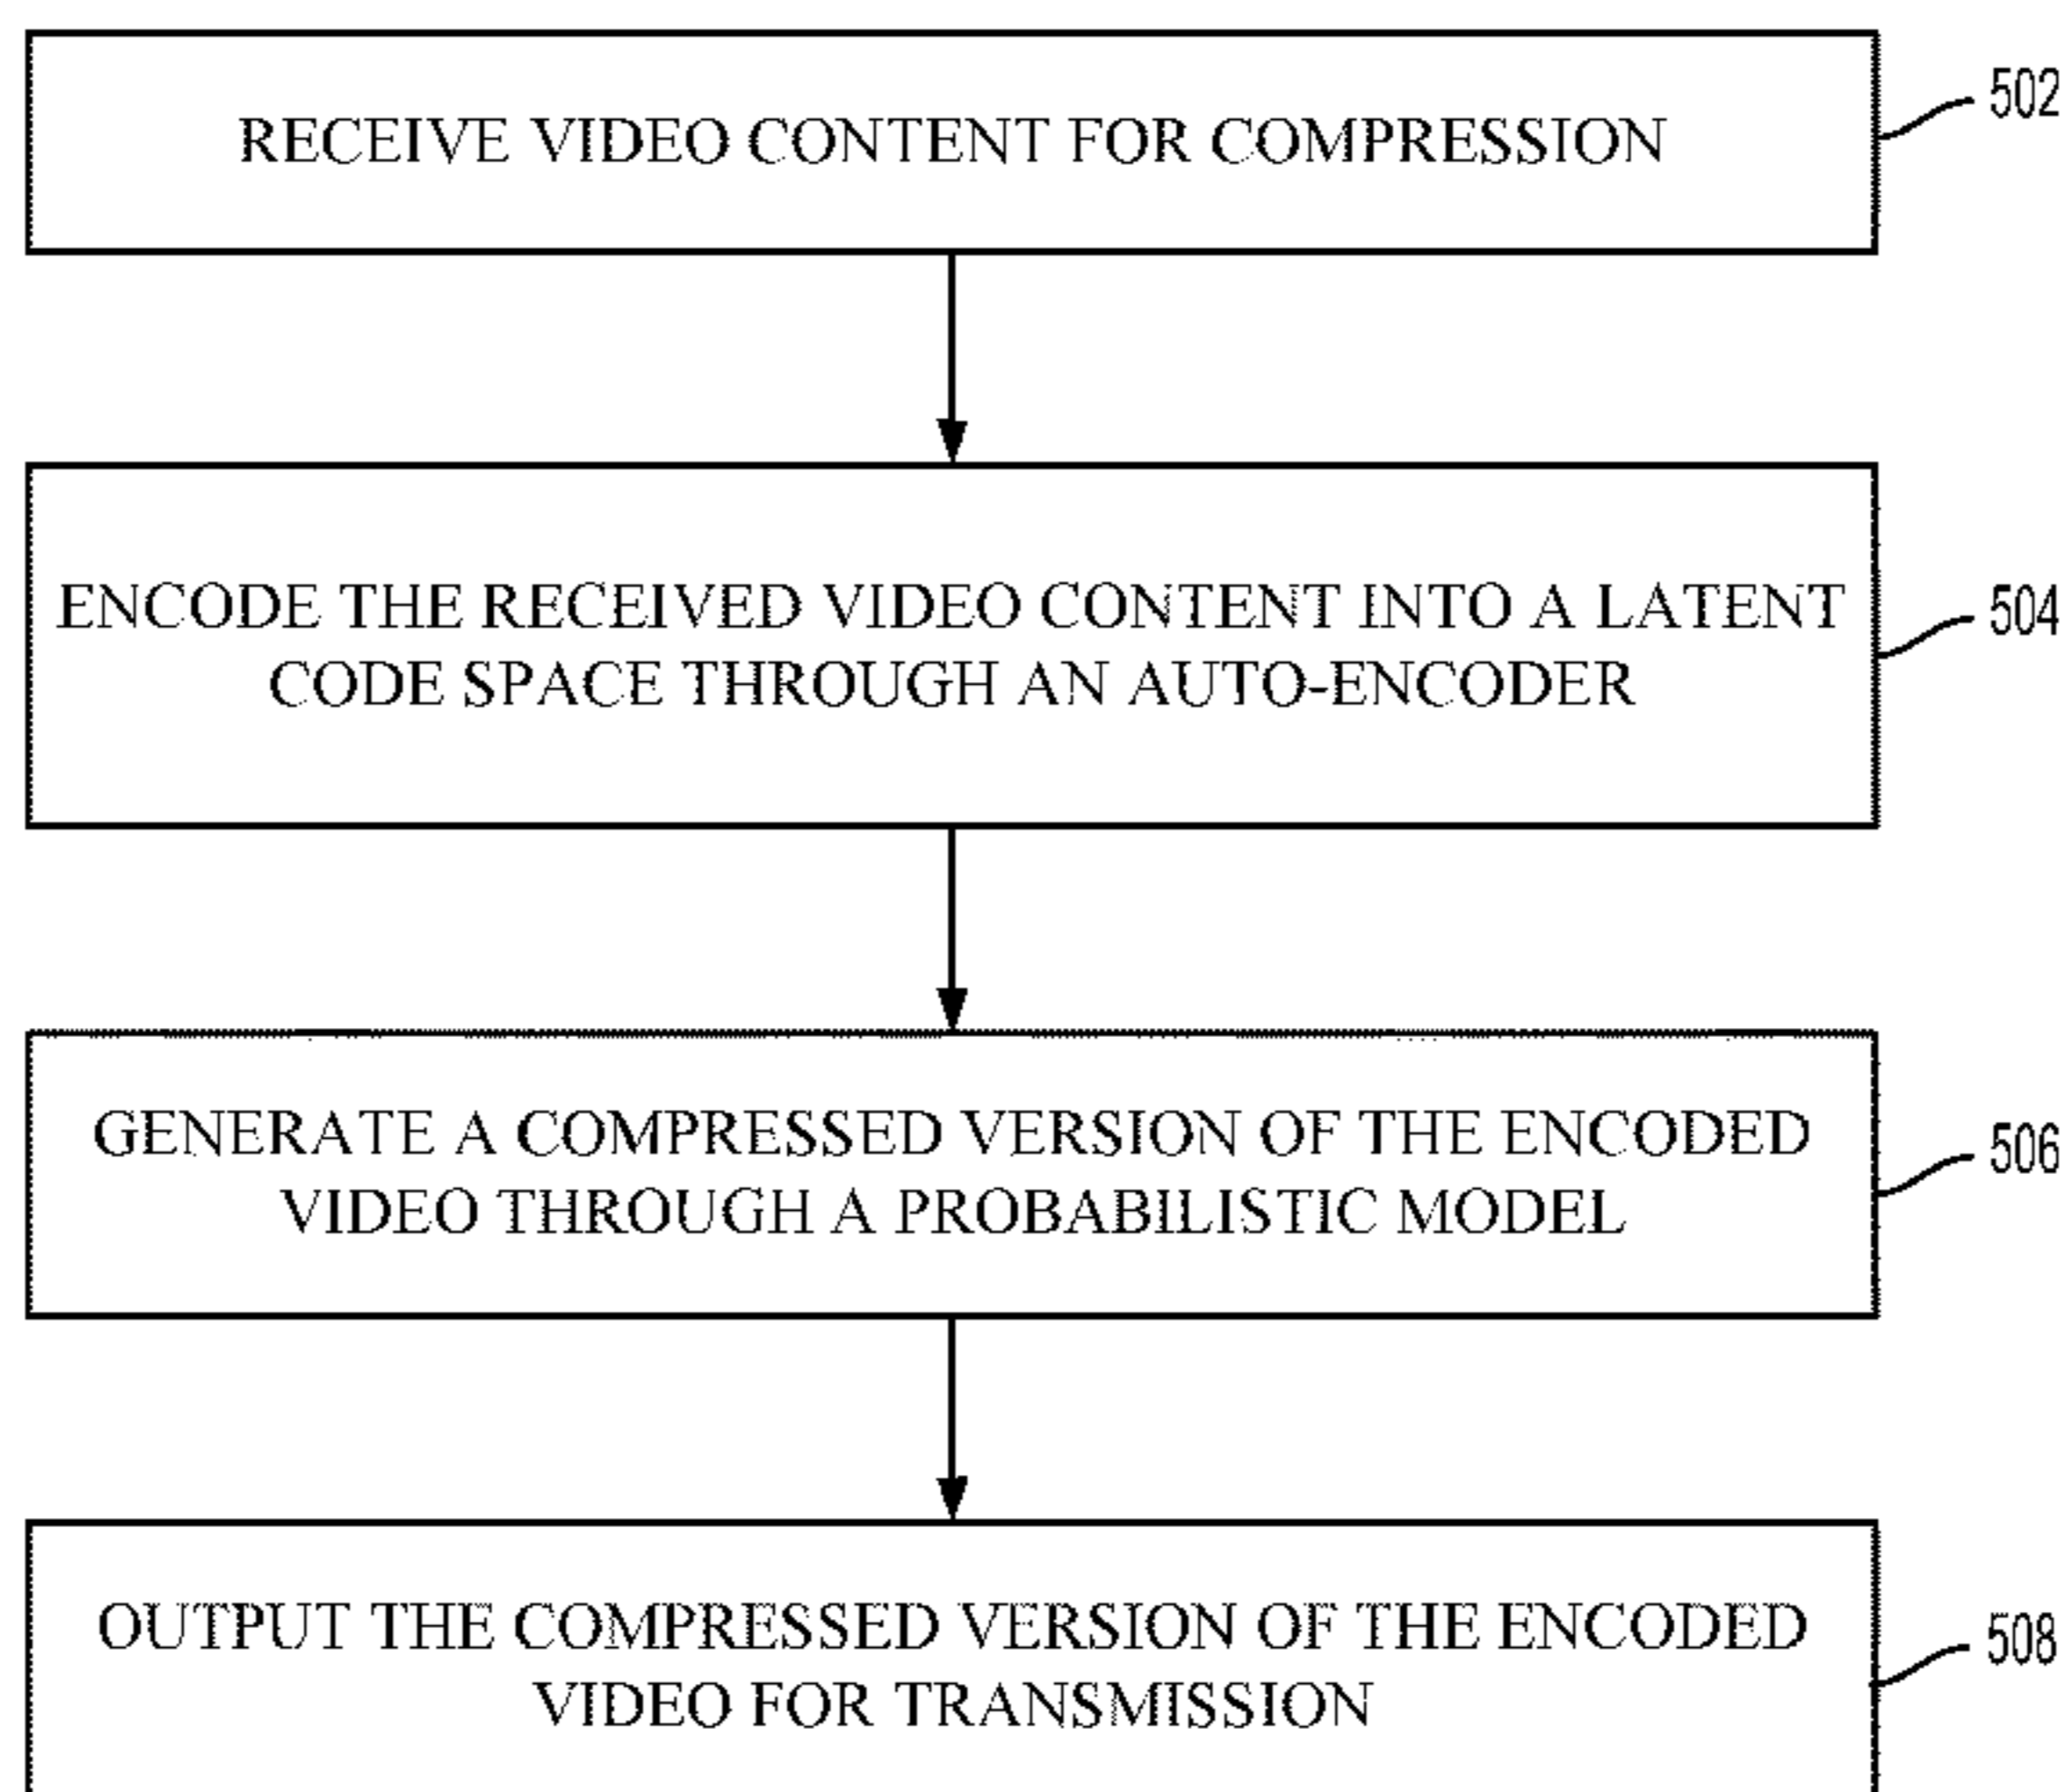 RECEIVE VIDEO CONTENT FOR COMPRESSION
502
ENCODE THE RECEIVED VIDEO CONTENT INTO A LATENT
CODE SPACE THROUGH AN AUTO-ENCODER
504
GENERATE A COMPRESSED VERSION OF THE ENCODED
VIDEO THROUGH A PROBABILISTIC MODEL
506
OUTPUT THE COMPRESSED VERSION OF THE ENCODED
VIDEO FOR TRANSMISSION
508